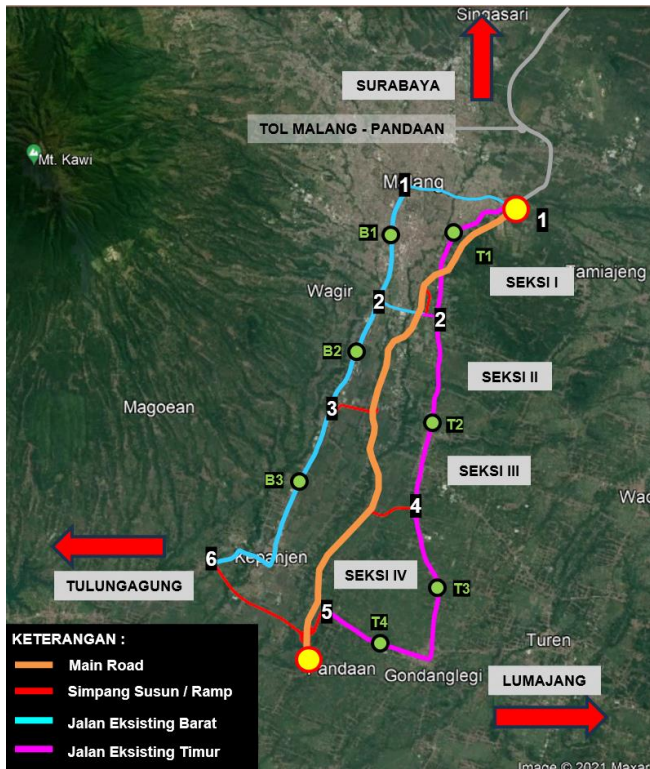 Singasari
SURABAYA
TOL MALANG - PANDAAN
Mt. Kawi
Malang
1
1
B1
T1
Tamiajeng
SEKSI I
Wagir
2
2
B2
SEKSI II
Magoean
3
T2
B3
SEKSI III
4
6
Kepanjen
TULUNGAGUNG
SEKSI IV
T3
5
T4
KETERANGAN :
Main Road
Simpang Susun / Ramp
Jalan Eksisting Barat
Jalan Eksisting Timur
Pandaan
Gondanglegi
Turen
LUMAJANG
Image © 2021 Maxar